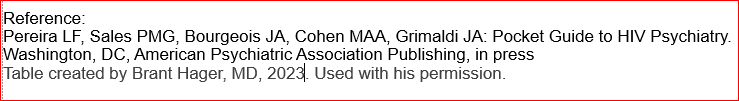 Reference:
Pereira LF, Sales PMG, Bourgeois JA, Cohen MAA, Grimaldi JA: Pocket Guide to HIV Psychiatry.
Washington, DC, American Psychiatric Association Publishing, in press
Table created by Brant Hager, MD, 2023. Used with his permission.